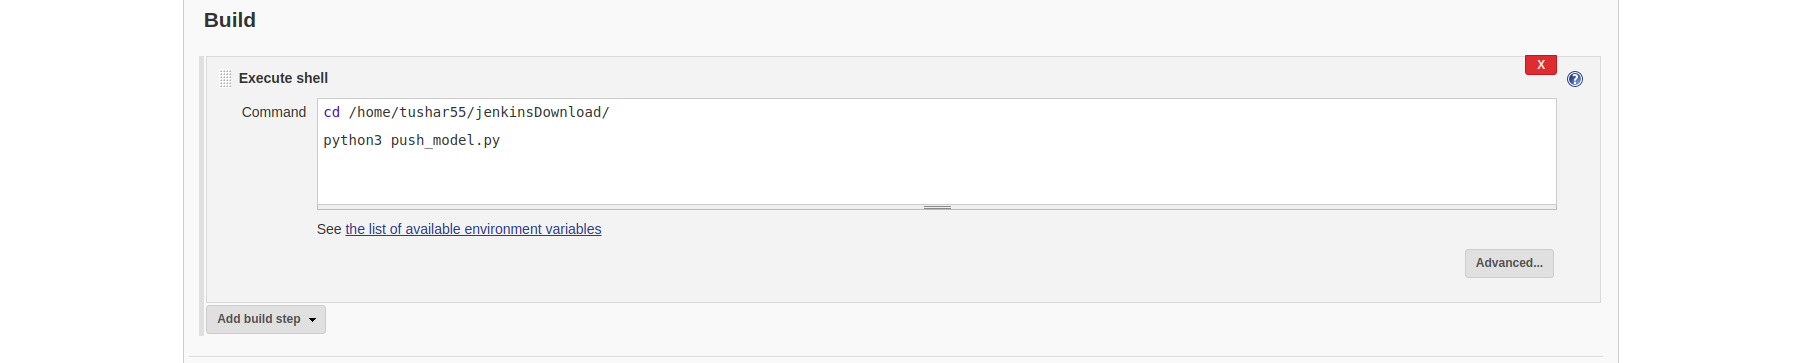 Build
X
Execute shell
?
Command
cd /home/tushar55/jenkinsDownload/
python3 push_model.py
See the list of available environment variables
Advanced...
Add build step